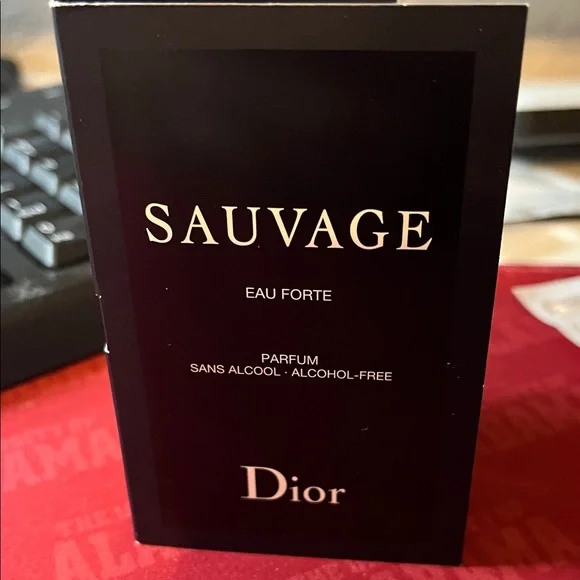 SAUVAGE
EAU FORTE
PARFUM
SANS ALCOOL · ALCOHOL-FREE
Dior